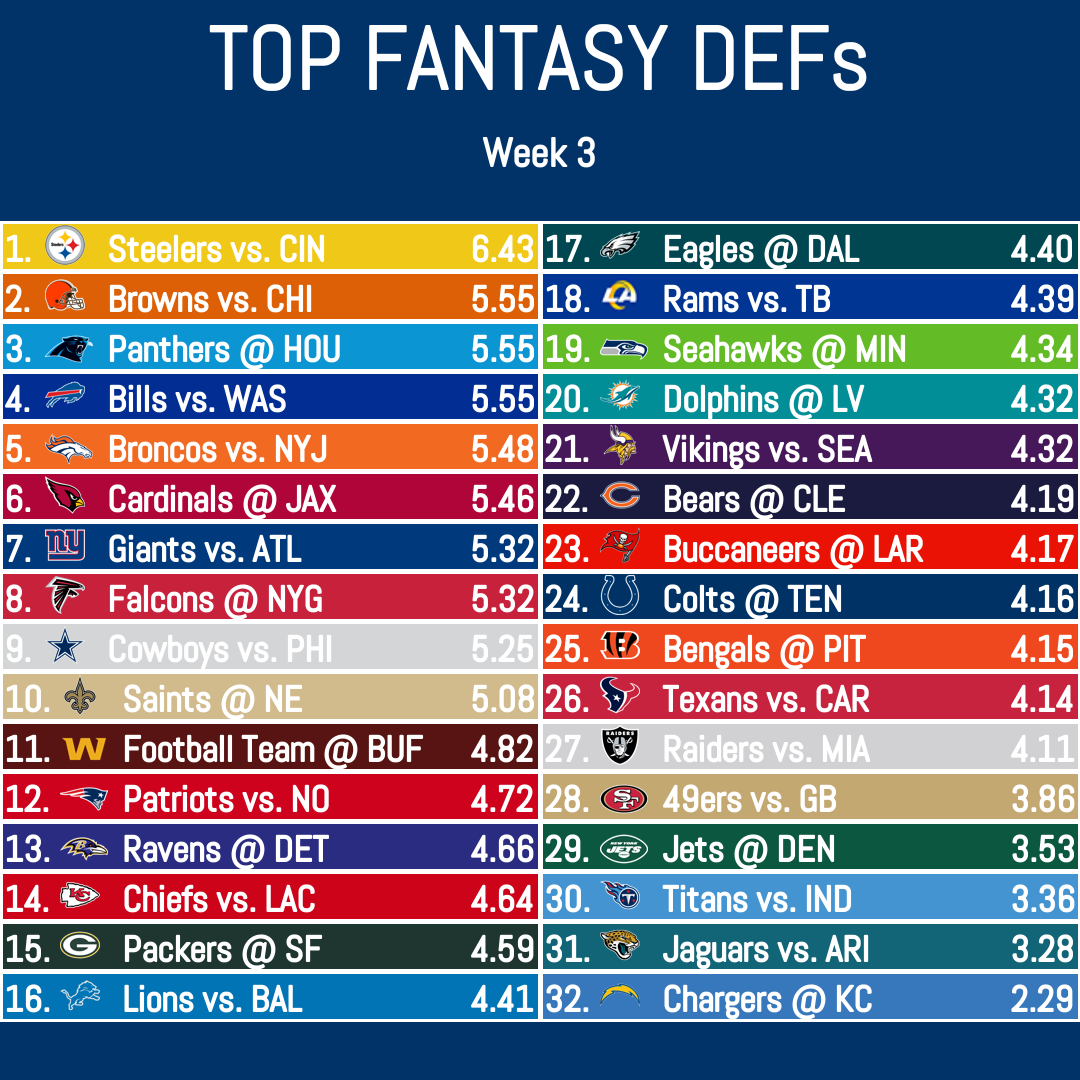 TOP FANTASY DEFs
Week 3
1. Steelers vs. CIN 6.43
2. Browns vs. CHI 5.55
3. Panthers @ HOU 5.55
4. Bills vs. WAS 5.55
5. Broncos vs. NYJ 5.48
6. Cardinals @ JAX 5.46
7. Giants vs. ATL 5.32
8. Falcons @ NYG 5.32
9. Cowboys vs. PHI 5.25
10. Saints @ NE 5.08
11. W Football Team @ BUF 4.82
12. Patriots vs. NO 4.72
13. Ravens @ DET 4.66
14. KC Chiefs vs. LAC 4.64
15. G Packers @ SF 4.59
16. Lions vs. BAL 4.41
17. Eagles @ DAL 4.40
18. LA Rams vs. TB 4.39
19. Seahawks @ MIN 4.34
20. Dolphins @ LV 4.32
21. Vikings vs. SEA 4.32
22. C Bears @ CLE 4.19
23. Buccaneers @ LAR 4.17
24. Colts @ TEN 4.16
25. B Bengals @ PIT 4.15
26. Texans vs. CAR 4.14
27. RAIDERS Raiders vs. MIA 4.11
28. SF 49ers vs. GB 3.86
29. NEW YORK JETS Jets @ DEN 3.53
30. T Titans vs. IND 3.36
31. Jaguars vs. ARI 3.28
32. Chargers @ KC 2.29